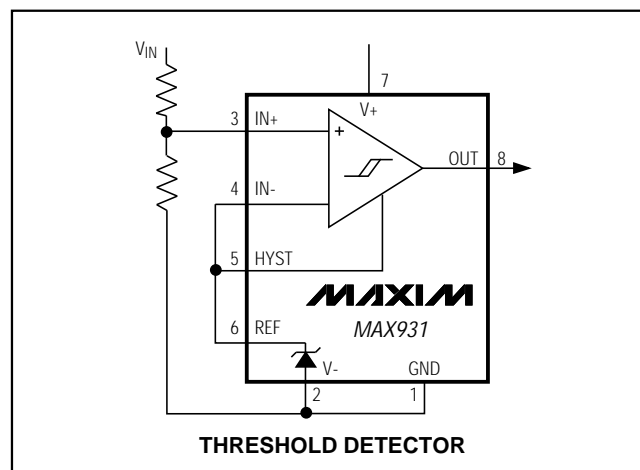 VIN
7
V+
3 IN+
+
OUT 8
4 IN-
5 HYST
MAXIM
MAX931
6 REF
V-
GND
2
1
THRESHOLD DETECTOR